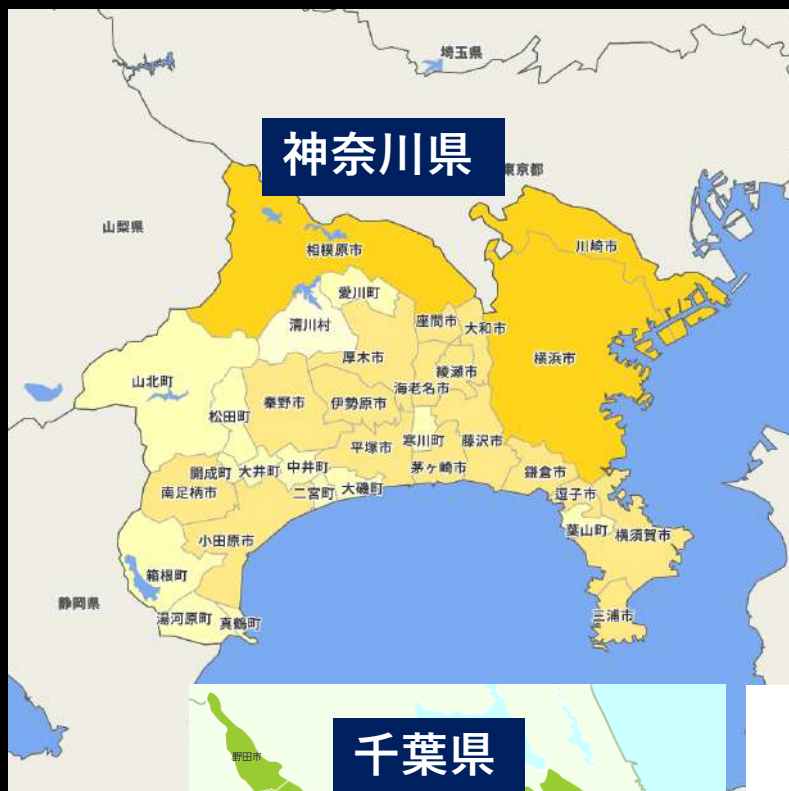 埼玉県
神奈川県
東京都
山梨県
川崎市
相模原市
愛川町
清川村
座間市
大和市
横浜市
厚木市
綾瀬市
山北町
海老名市
秦野市
伊勢原市
松田町
寒川町
藤沢市
平塚市
開成町
大井町
中井町
茅ヶ崎市
鎌倉市
南足柄市
二宮町
大磯町
逗子市
葉山町
横須賀市
小田原市
箱根町
静岡県
湯河原町
真鶴町
三浦市
千葉県
野田市